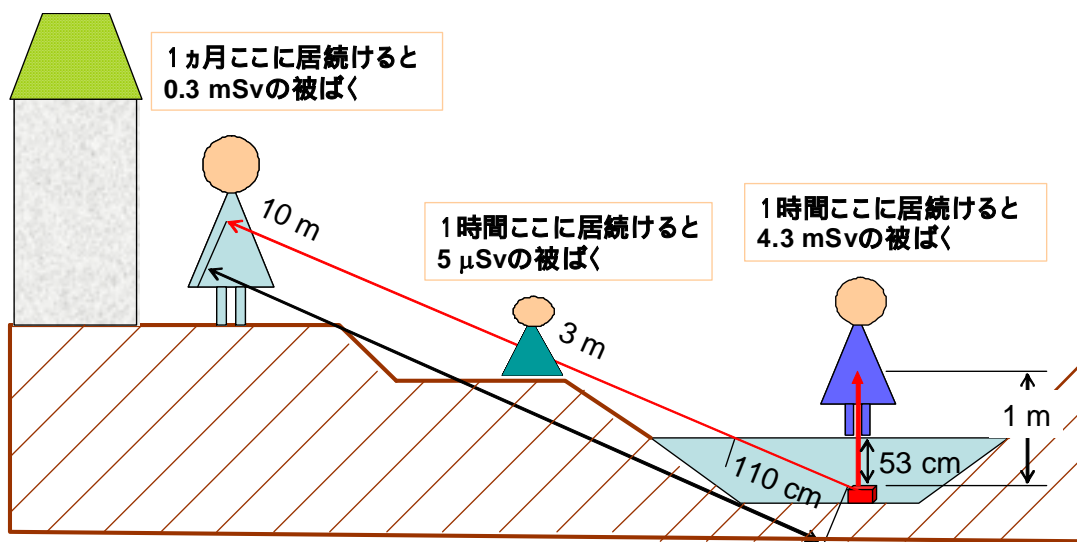 1ヵ月ここに居続けると
0.3 mSvの被ばく
10 m
1時間ここに居続けると
5 μSvの被ばく
3 m
1時間ここに居続けると
4.3 mSvの被ばく
1 m
53 cm
110 cm